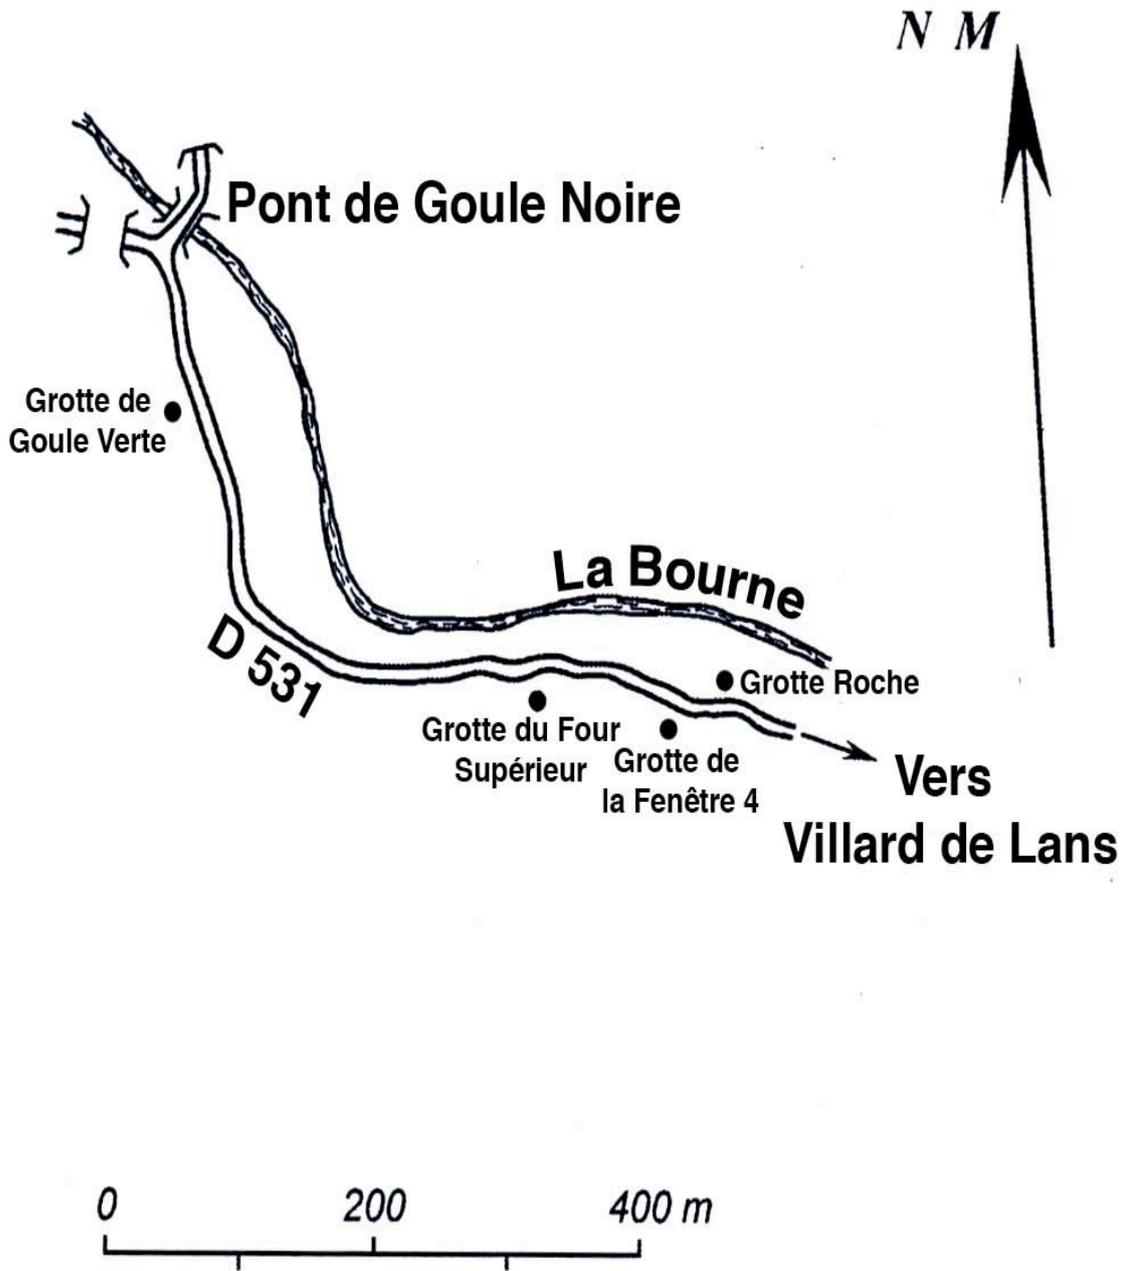 N M
Pont de Goule Noire
Grotte de
Goule Verte
La Bourne
D 531
Grotte Roche
Grotte du Four
Supérieur
Grotte de
la Fenêtre 4
Vers
Villard de Lans
0 200 400 m